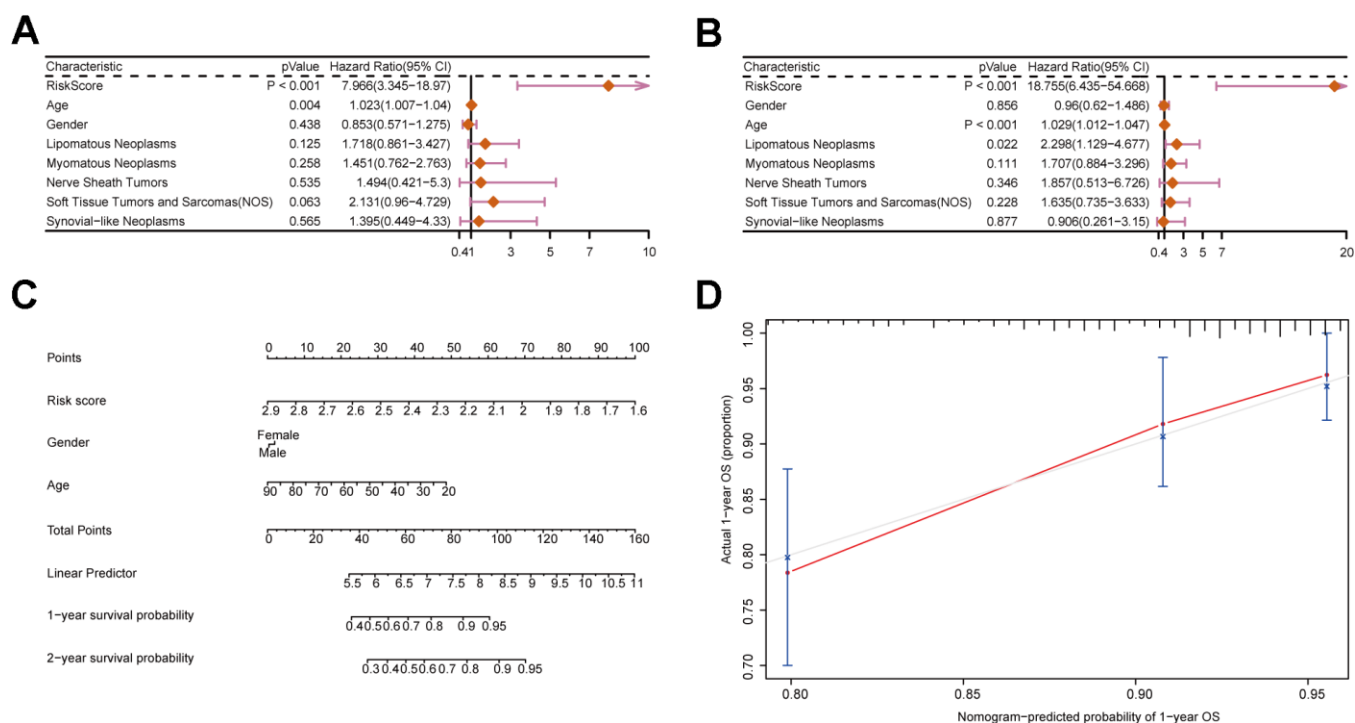 A
Characteristic pValue Hazard Ratio(95% CI)
RiskScore P < 0.001 7.966(3.345−18.97)
Age 0.004 1.023(1.007−1.04)
Gender 0.438 0.853(0.571−1.275)
Lipomatous Neoplasms 0.125 1.718(0.861−3.427)
Myomatous Neoplasms 0.258 1.451(0.762−2.763)
Nerve Sheath Tumors 0.535 1.494(0.421−5.3)
Soft Tissue Tumors and Sarcomas(NOS) 0.063 2.131(0.96−4.729)
Synovial−like Neoplasms 0.565 1.395(0.449−4.33)
0.41 3 5 7 10
B
Characteristic pValue Hazard Ratio(95% CI)
RiskScore P < 0.001 18.755(6.435−54.668)
Gender 0.856 0.96(0.62−1.486)
Age P < 0.001 1.029(1.012−1.047)
Lipomatous Neoplasms 0.022 2.298(1.129−4.677)
Myomatous Neoplasms 0.111 1.707(0.884−3.296)
Nerve Sheath Tumors 0.346 1.857(0.513−6.726)
Soft Tissue Tumors and Sarcomas(NOS) 0.228 1.635(0.735−3.633)
Synovial−like Neoplasms 0.877 0.906(0.261−3.15)
0.4 3 5 7 20
C
Points 0 10 20 30 40 50 60 70 80 90 100
Risk score 2.9 2.8 2.7 2.6 2.5 2.4 2.3 2.2 2.1 2 1.9 1.8 1.7 1.6
Gender Female
Male
Age 90 80 70 60 50 40 30 20
Total Points 0 20 40 60 80 100 120 140 160
Linear Predictor 5.5 6 6.5 7 7.5 8 8.5 9 9.5 10 10.5 11
1−year survival probability 0.4 0.5 0.6 0.7 0.8 0.9 0.95
2−year survival probability 0.3 0.4 0.5 0.6 0.7 0.8 0.9 0.95
D
Actual 1−year OS (proportion)
1.00
0.95
0.90
0.85
0.80
0.75
0.70
0.80 0.85 0.90 0.95
Nomogram−predicted probability of 1−year OS